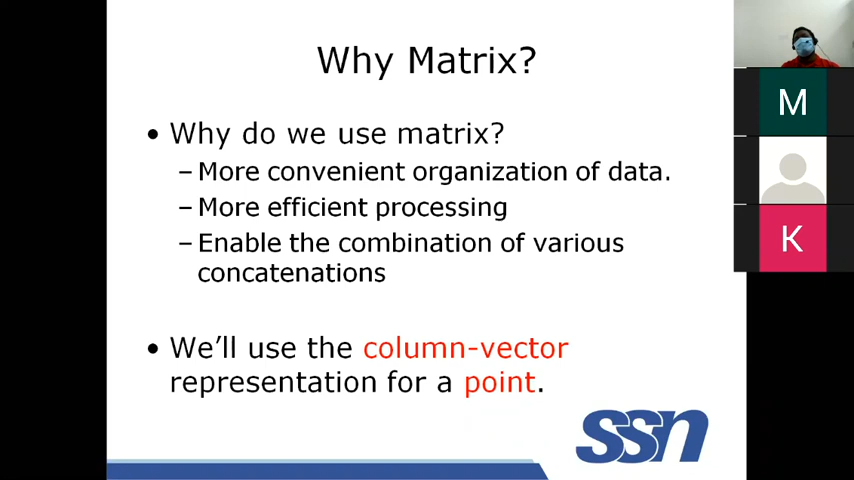 Why Matrix?
• Why do we use matrix?
– More convenient organization of data.
– More efficient processing
– Enable the combination of various
concatenations
• We’ll use the column-vector
representation for a point.
ssn
M
K